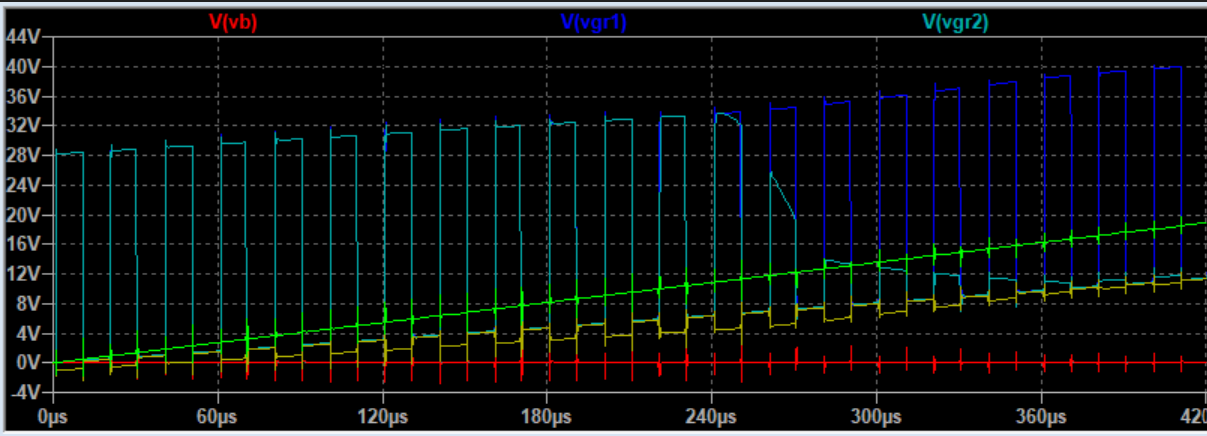 V(vb) V(vgr1) V(vgr2)
44V
40V
36V
32V
28V
24V
20V
16V
12V
8V
4V
0V
-4V
0µs 60µs 120µs 180µs 240µs 300µs 360µs 420